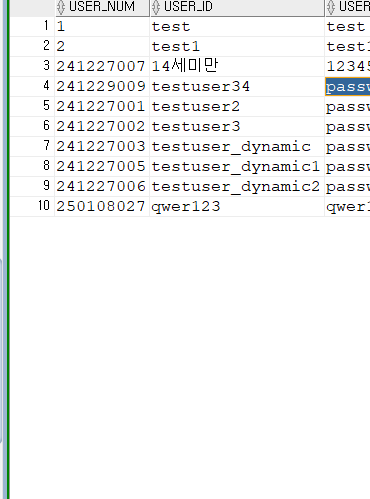 USER_NUM USER_ID USER
1 1 test test
2 2 test1 test1
3 241227007 14세미만 12345
4 241229009 testuser34 passw
5 241227001 testuser2 passw
6 241227002 testuser3 passw
7 241227003 testuser_dynamic passw
8 241227005 testuser_dynamic1 passw
9 241227006 testuser_dynamic2 passw
10 250108027 qwer123 qwer1